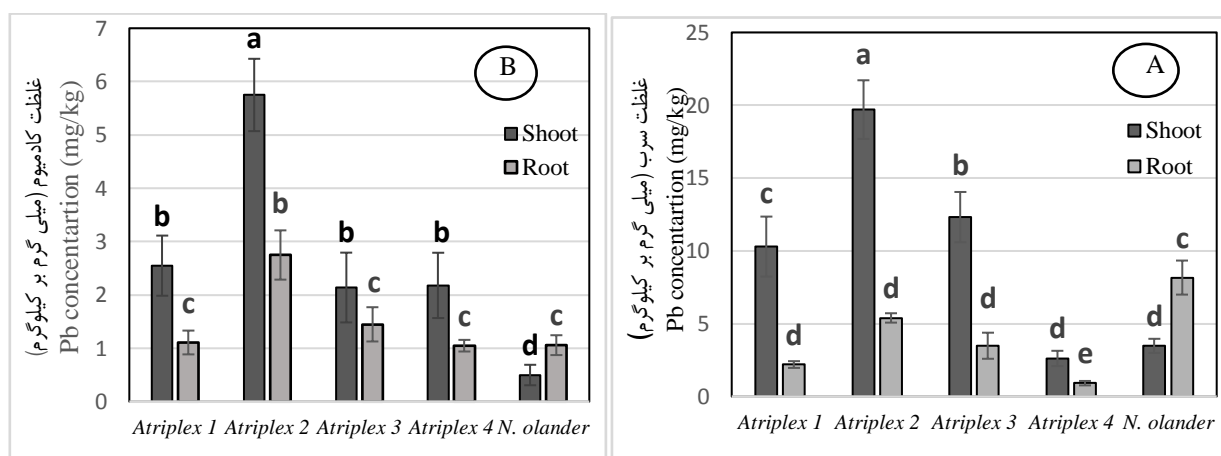 B
غلظت کادمیوم (میلی گرم بر کیلوگرم)
Pb concentartion (mg/kg)
7
6
5
4
3
2
1
0
Shoot
Root
b
c
a
b
b
c
b
c
d
c
Atriplex 1 Atriplex 2 Atriplex 3 Atriplex 4 N. olander
A
غلظت سرب (میلی گرم بر کیلوگرم)
Pb concentartion (mg/kg)
25
20
15
10
5
0
Shoot
Root
c
d
a
d
b
d
d
e
d
c
Atriplex 1 Atriplex 2 Atriplex 3 Atriplex 4 N. olander